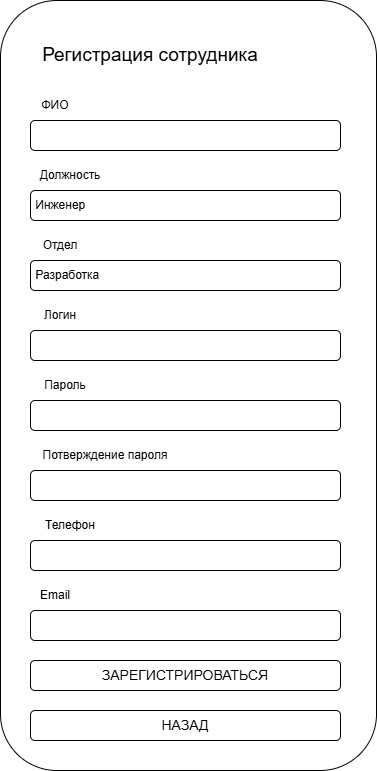 Регистрация сотрудника
ФИО
Должность
Инженер
Отдел
Разработка
Логин
Пароль
Потверждение пароля
Телефон
Email
ЗАРЕГИСТРИРОВАТЬСЯ
НАЗАД